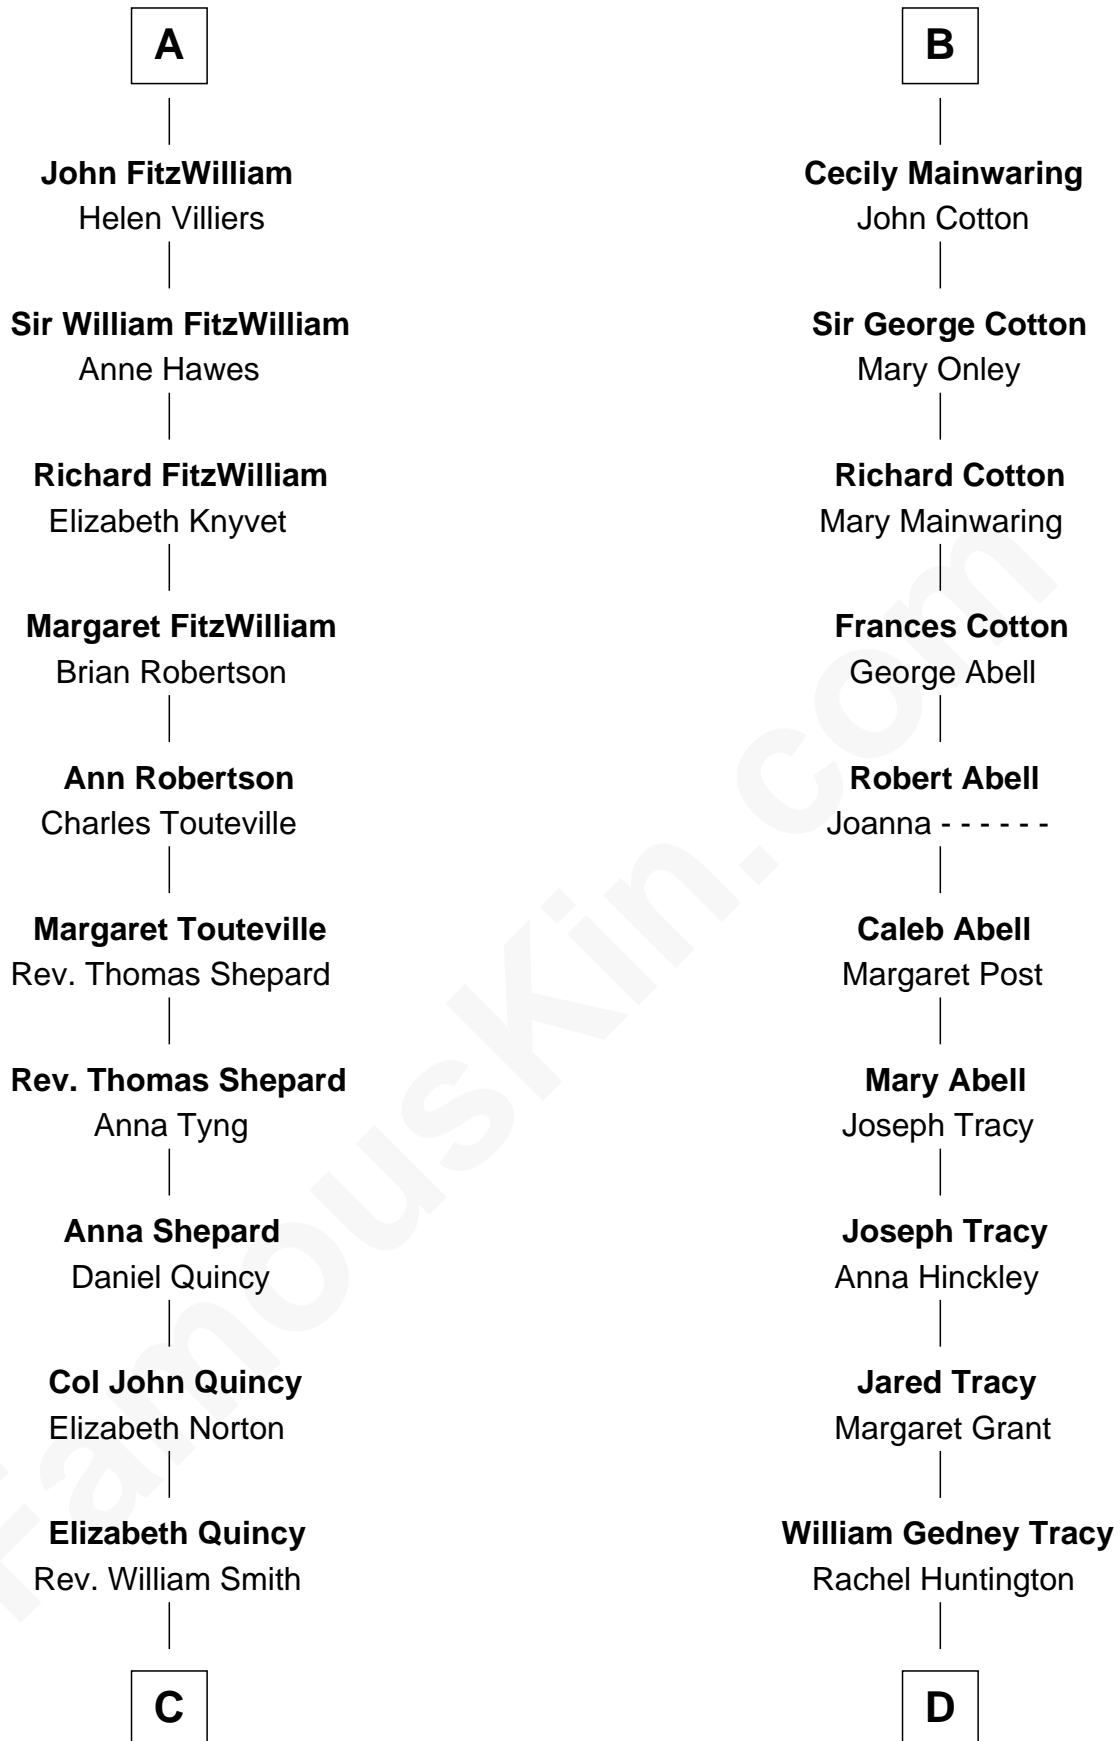 A
John FitzWilliam
Helen Villiers
Sir William FitzWilliam
Anne Hawes
Richard FitzWilliam
Elizabeth Knyvet
Margaret FitzWilliam
Brian Robertson
Ann Robertson
Charles Touteville
Margaret Touteville
Rev. Thomas Shepard
Rev. Thomas Shepard
Anna Tyng
Anna Shepard
Daniel Quincy
Col John Quincy
Elizabeth Norton
Elizabeth Quincy
Rev. William Smith
C
B
Cecily Mainwaring
John Cotton
Sir George Cotton
Mary Onley
Richard Cotton
Mary Mainwaring
Frances Cotton
George Abell
Robert Abell
Joanna - - - - - -
Caleb Abell
Margaret Post
Mary Abell
Joseph Tracy
Joseph Tracy
Anna Hinckley
Jared Tracy
Margaret Grant
William Gedney Tracy
Rachel Huntington
D
FamousKin.com